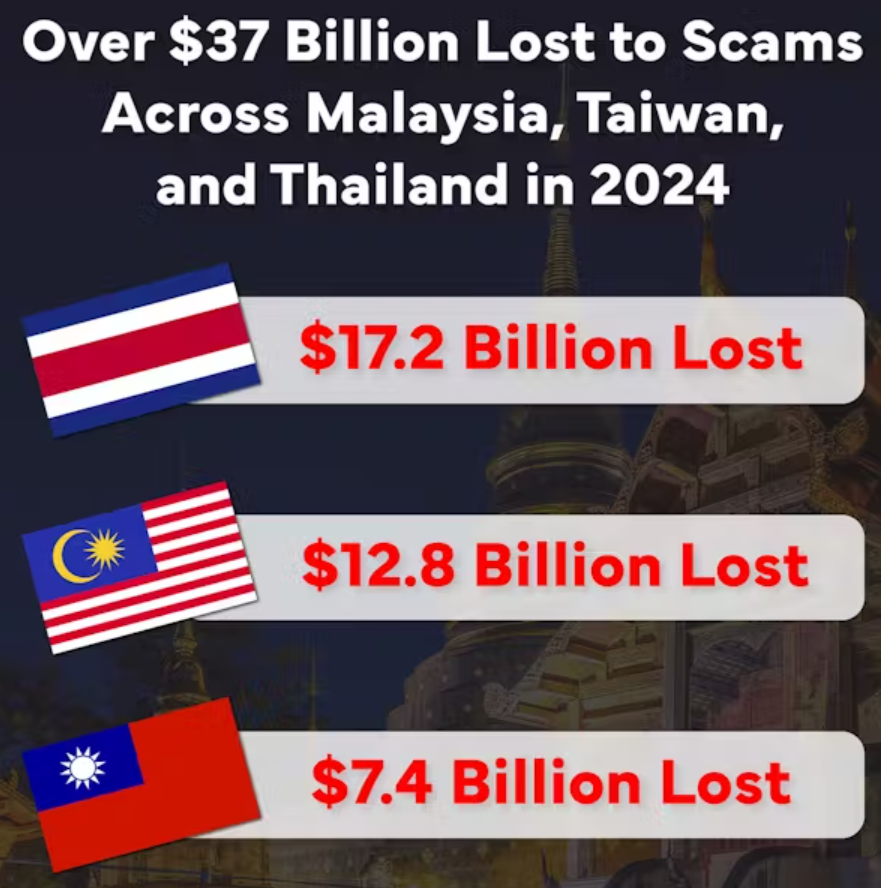 Over $37 Billion Lost to Scams
Across Malaysia, Taiwan,
and Thailand in 2024
$17.2 Billion Lost
$12.8 Billion Lost
$7.4 Billion Lost